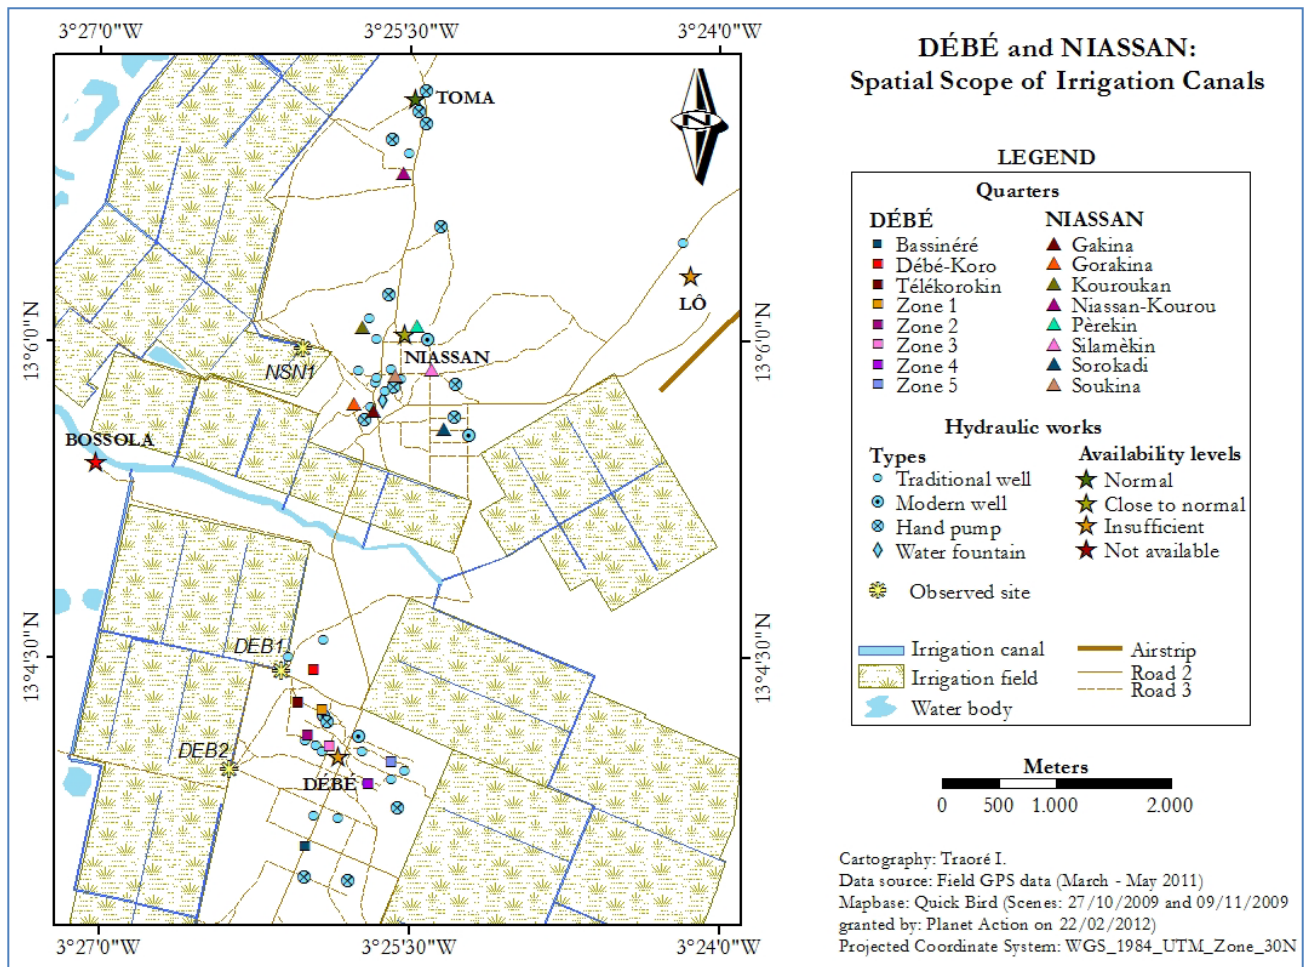 3°27'0"W
3°25'30"W
3°24'0"W
DÉBÉ and NIASSAN:
Spatial Scope of Irrigation Canals
TOMA
N
LÔ
13°6'0"N
13°6'0"N
NIASSAN
NSN1
BOSSOLA
13°4'30"N
13°4'30"N
DEB1
DEB2
DÉBÉ
3°27'0"W
3°25'30"W
3°24'0"W
LEGEND
Quarters
DÉBÉ
Bassinéré
Débé-Koro
Télékorokin
Zone 1
Zone 2
Zone 3
Zone 4
Zone 5
NIASSAN
Gakina
Gorakina
Kouroukan
Niassan-Kourou
Pèrekin
Silamèkin
Sorokadi
Soukina
Hydraulic works
Types
Traditional well
Modern well
Hand pump
Water fountain
Availability levels
Normal
Close to normal
Insufficient
Not available
Observed site
Irrigation canal
Irrigation field
Water body
Airstrip
Road 2
Road 3
Meters
0 500 1.000 2.000
Cartography: Traoré I.
Data source: Field GPS data (March - May 2011)
Mapbase: Quick Bird (Scenes: 27/10/2009 and 09/11/2009
granted by: Planet Action on 22/02/2012)
Projected Coordinate System: WGS_1984_UTM_Zone_30N